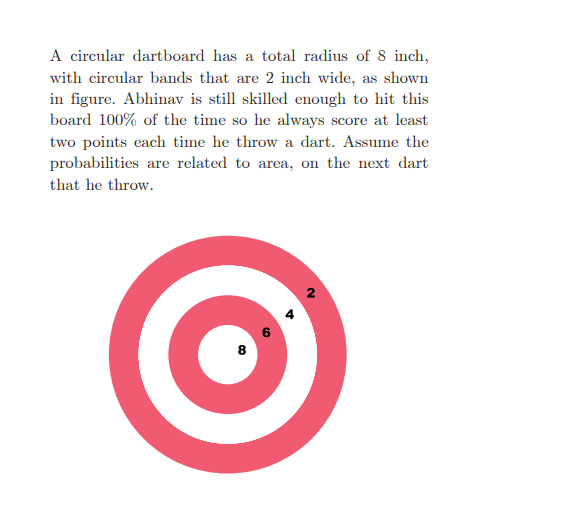 A circular dartboard has a total radius of 8 inch,
with circular bands that are 2 inch wide, as shown
in figure. Abhinav is still skilled enough to hit this
board 100% of the time so he always score at least
two points each time he throw a dart. Assume the
probabilities are related to area, on the next dart
that he throw.
2
4
6
8